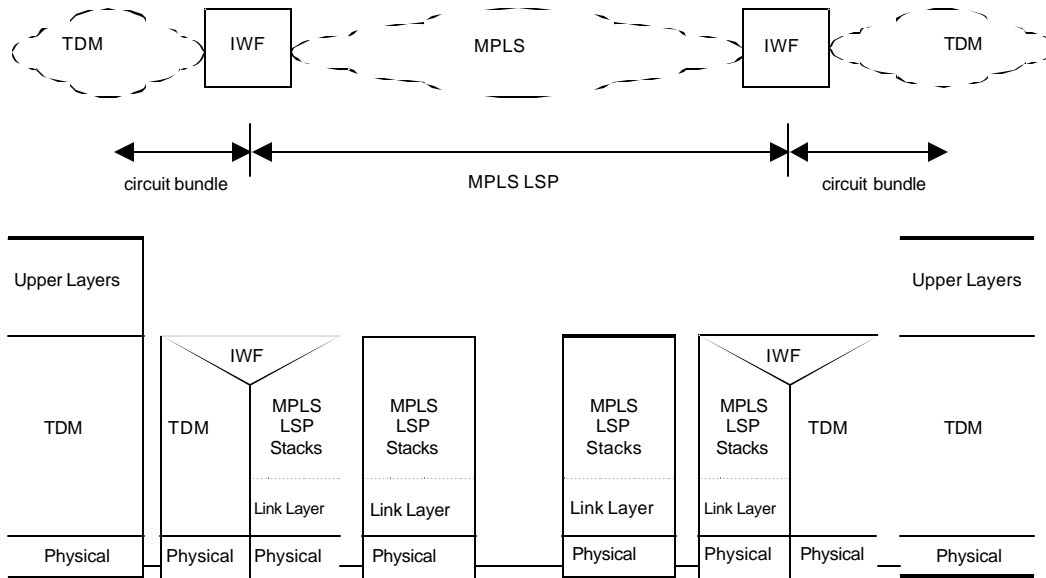 TDM IWF MPLS IWF TDM
circuit bundle MPLS LSP circuit bundle
Upper Layers Upper Layers
IWF IWF
TDM TDM MPLS LSP Stacks MPLS LSP Stacks MPLS LSP Stacks MPLS LSP Stacks TDM TDM
Link Layer Link Layer Link Layer Link Layer
Physical Physical Physical Physical Physical Physical Physical Physical